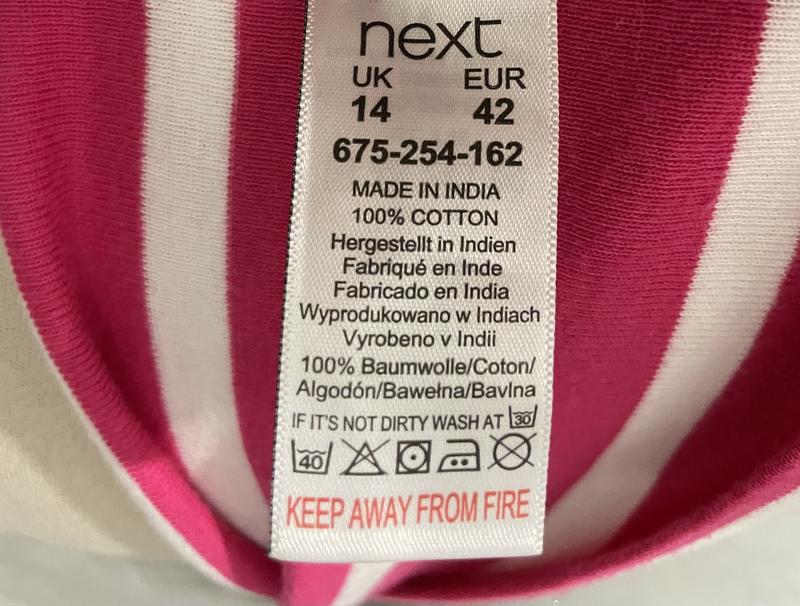 next
UK EUR
14 42
675-254-162
MADE IN INDIA
100% COTTON
Hergestellt in Indien
Fabriqué en Inde
Fabricado en India
Wyprodukowano w Indiach
Vyrobeno v Indii
100% Baumwolle/Coton/
Algodón/Bawełna/Bavlna
IF IT'S NOT DIRTY WASH AT 30
40
KEEP AWAY FROM FIRE